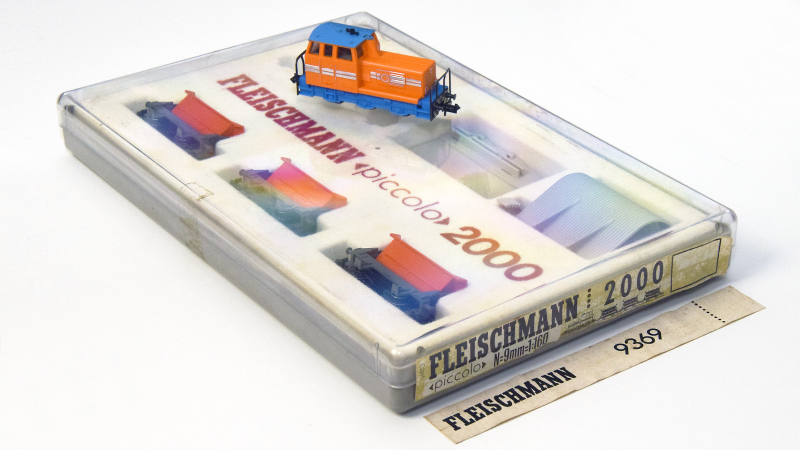 FLEISCHMANN
piccolo 2000
FLEISCHMANN 2000
piccolo N=9mm=1:160
FLEISCHMANN 9369